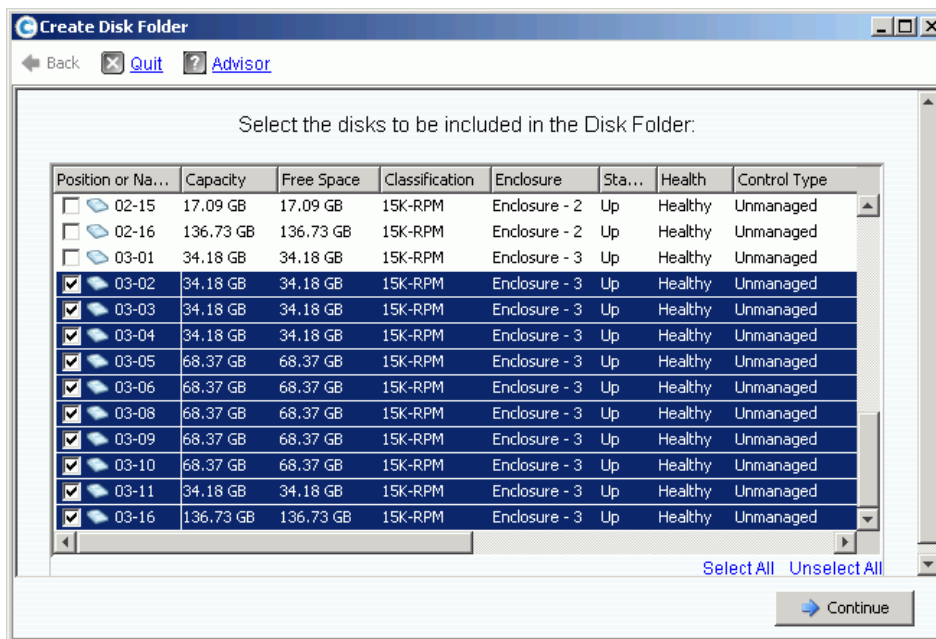 Create Disk Folder
Back Quit Advisor
Select the disks to be included in the Disk Folder:
Position or Na... Capacity Free Space Classification Enclosure Sta... Health Control Type
02-15 17.09 GB 17.09 GB 15K-RPM Enclosure - 2 Up Healthy Unmanaged
02-16 136.73 GB 136.73 GB 15K-RPM Enclosure - 2 Up Healthy Unmanaged
03-01 34.18 GB 34.18 GB 15K-RPM Enclosure - 3 Up Healthy Unmanaged
03-02 34.18 GB 34.18 GB 15K-RPM Enclosure - 3 Up Healthy Unmanaged
03-03 34.18 GB 34.18 GB 15K-RPM Enclosure - 3 Up Healthy Unmanaged
03-04 34.18 GB 34.18 GB 15K-RPM Enclosure - 3 Up Healthy Unmanaged
03-05 68.37 GB 68.37 GB 15K-RPM Enclosure - 3 Up Healthy Unmanaged
03-06 68.37 GB 68.37 GB 15K-RPM Enclosure - 3 Up Healthy Unmanaged
03-08 68.37 GB 68.37 GB 15K-RPM Enclosure - 3 Up Healthy Unmanaged
03-09 68.37 GB 68.37 GB 15K-RPM Enclosure - 3 Up Healthy Unmanaged
03-10 68.37 GB 68.37 GB 15K-RPM Enclosure - 3 Up Healthy Unmanaged
03-11 34.18 GB 34.18 GB 15K-RPM Enclosure - 3 Up Healthy Unmanaged
03-16 136.73 GB 136.73 GB 15K-RPM Enclosure - 3 Up Healthy Unmanaged
Select All Unselect All
Continue